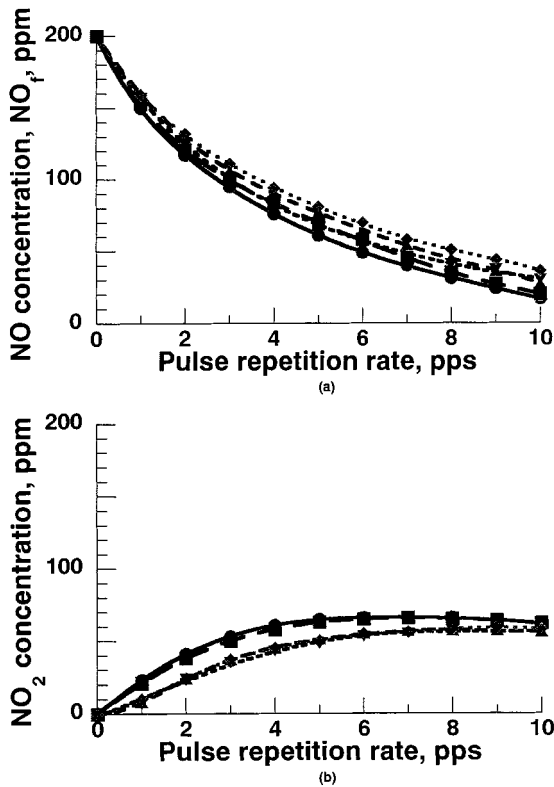 200
100
0
NO concentration, NOf, ppm
0 2 4 6 8 10
Pulse repetition rate, pps
(a)
200
100
0
NO2 concentration, ppm
0 2 4 6 8 10
Pulse repetition rate, pps
(b)